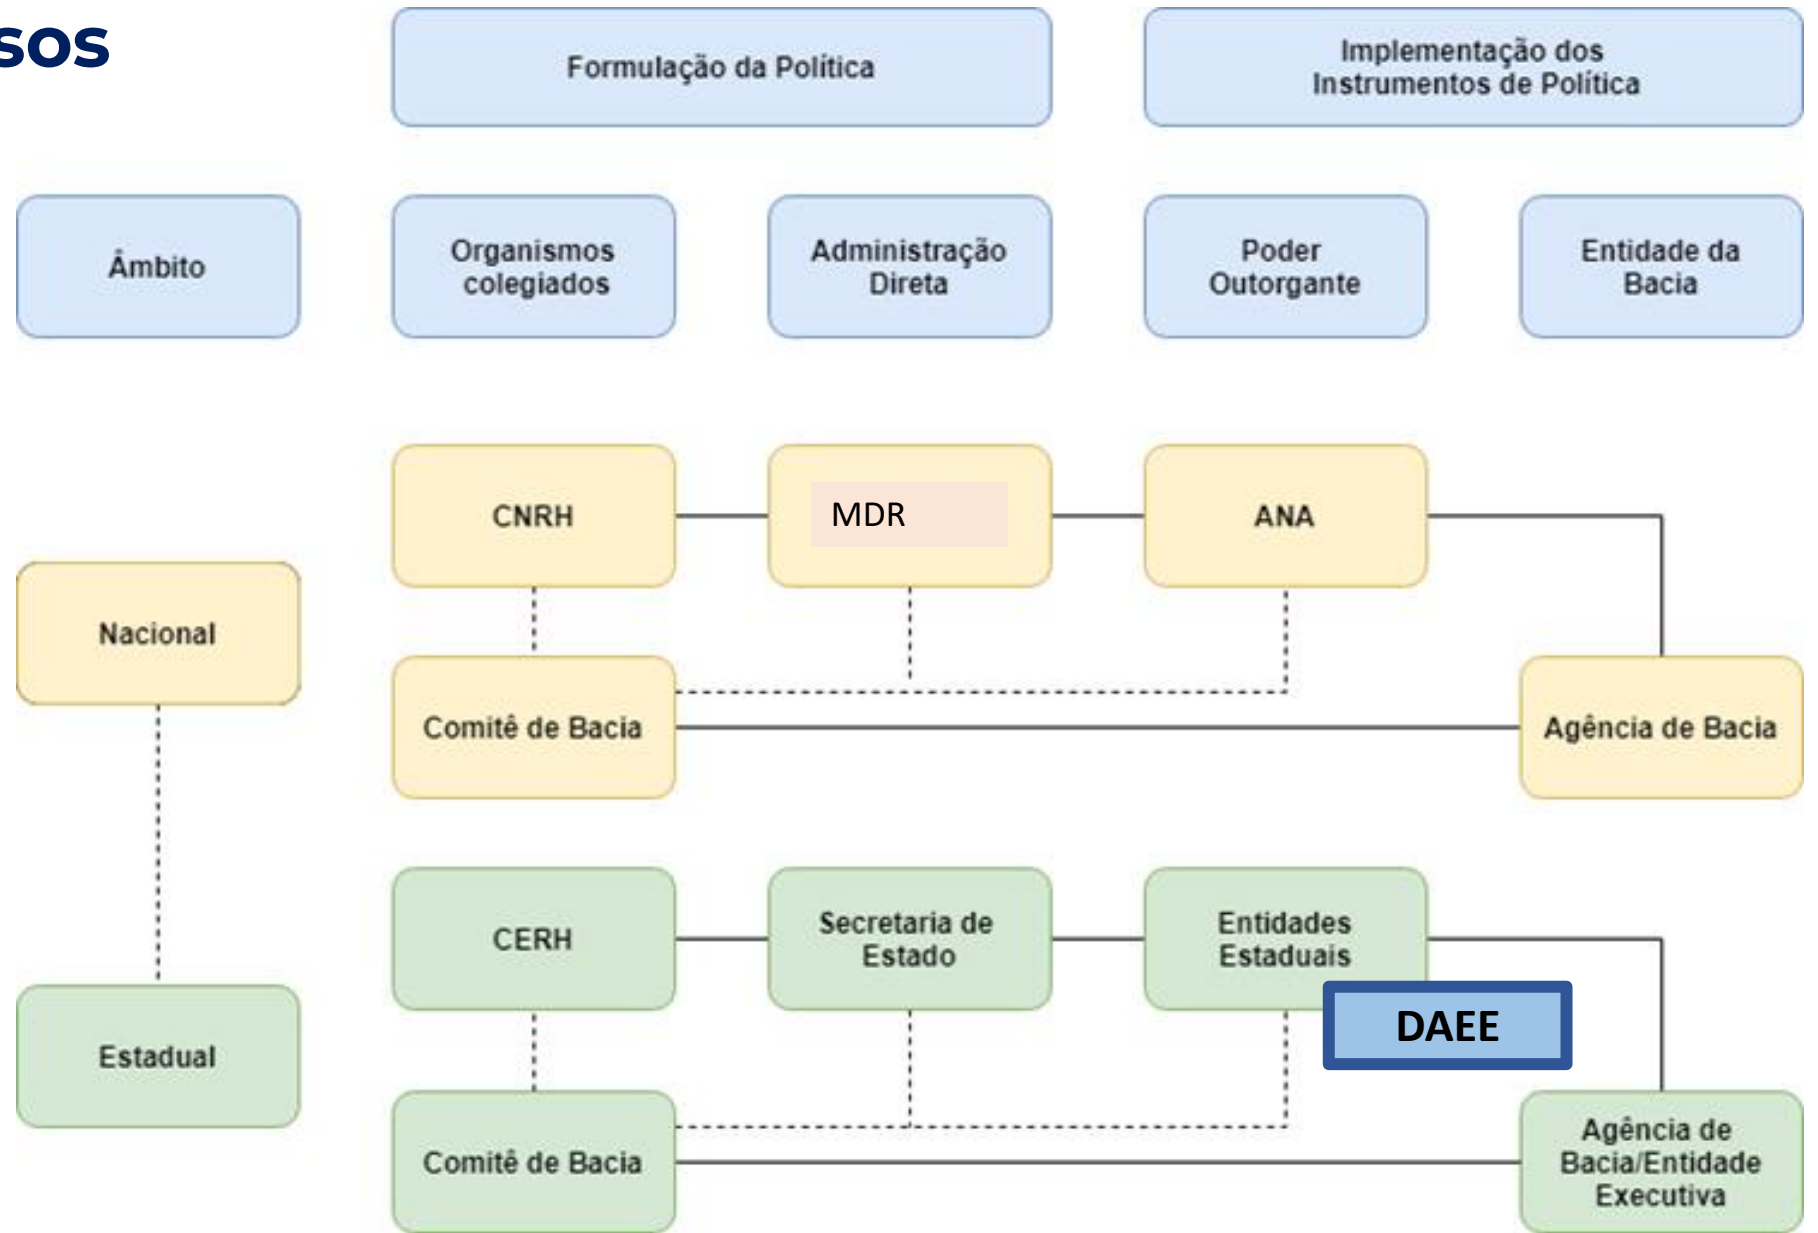 sos
Formulação da Política
Implementação dos
Instrumentos de Política
Âmbito
Organismos
colegiados
Administração
Direta
Poder
Outorgante
Entidade da
Bacia
CNRH
MDR
ANA
Nacional
Comitê de Bacia
Agência de Bacia
CERH
Secretaria de
Estado
Entidades
Estaduais
DAEE
Estadual
Comitê de Bacia
Agência de
Bacia/Entidade
Executiva